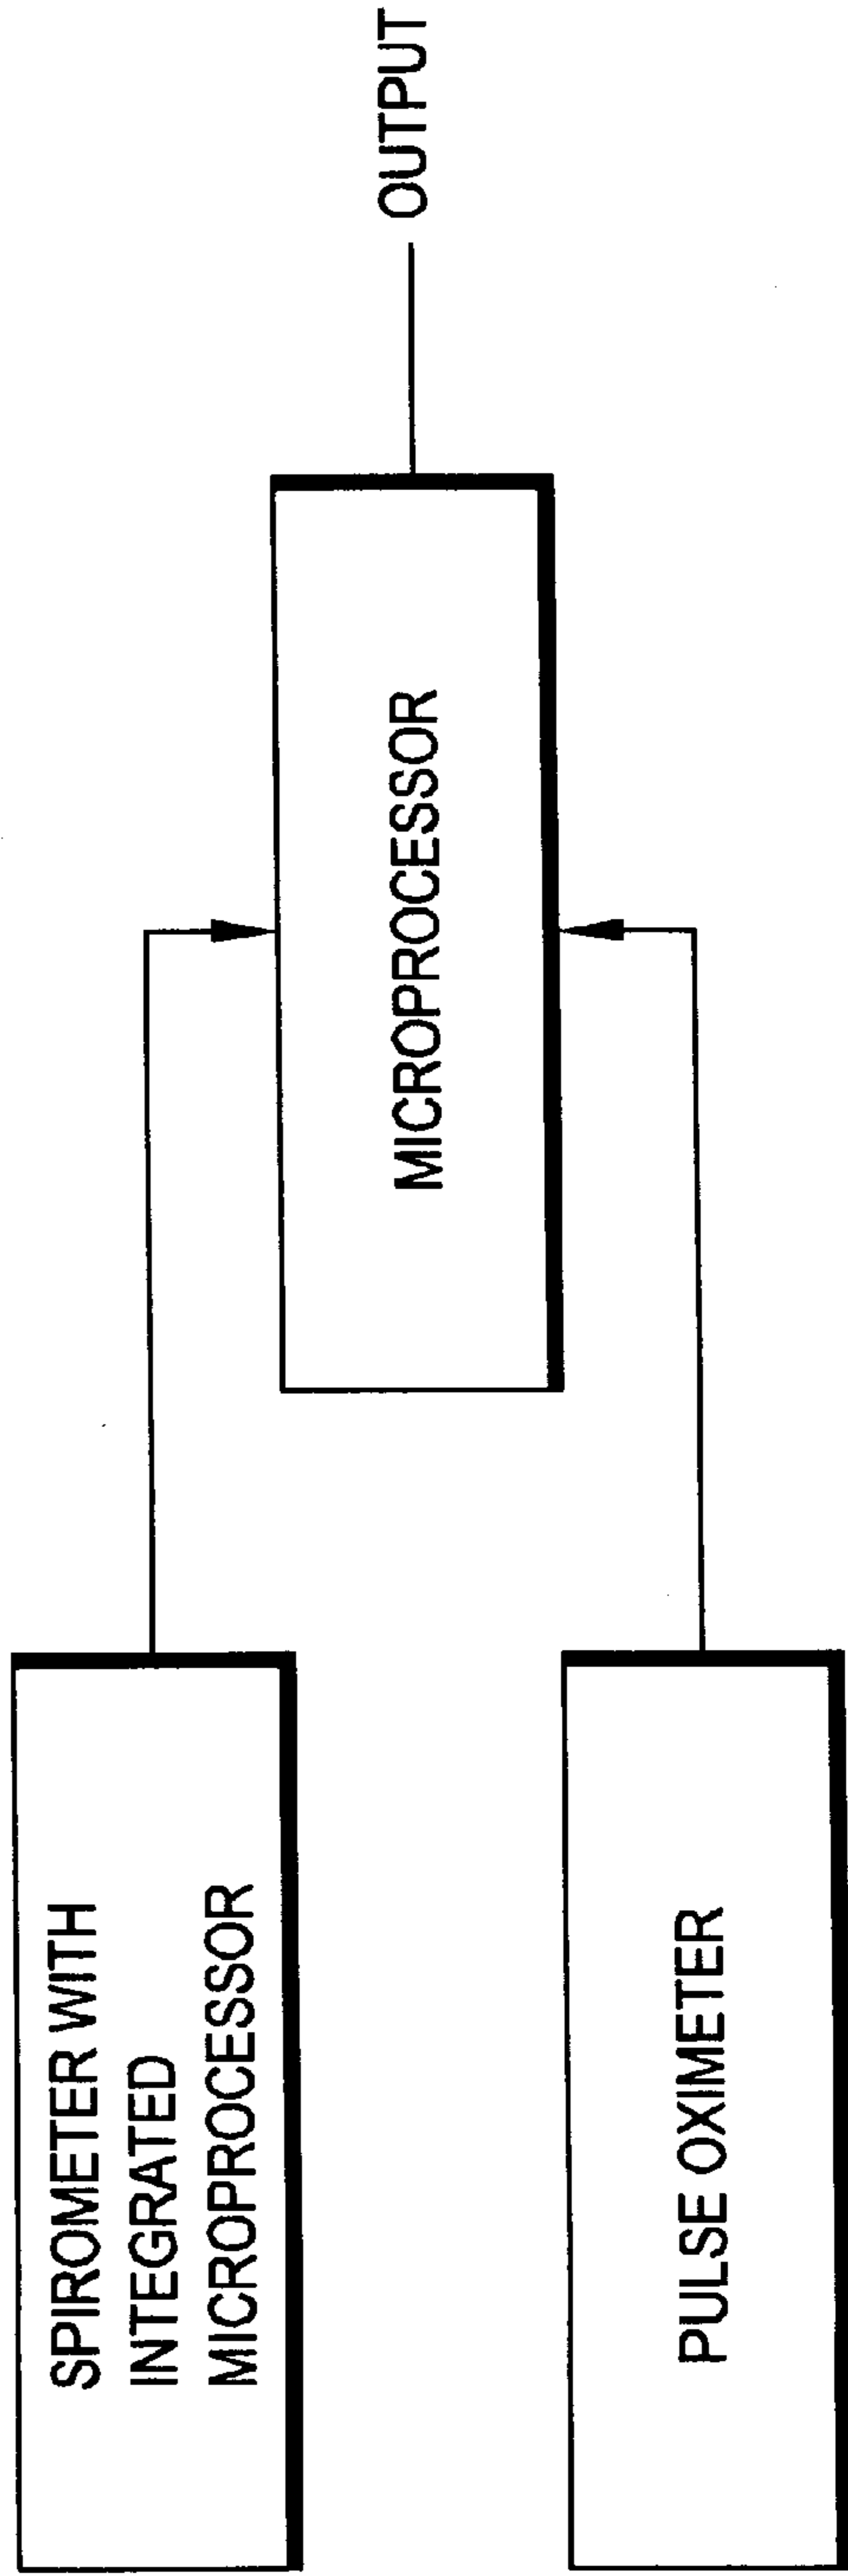 SPIROMETER WITH
INTEGRATED
MICROPROCESSOR
PULSE OXIMETER
MICROPROCESSOR
OUTPUT